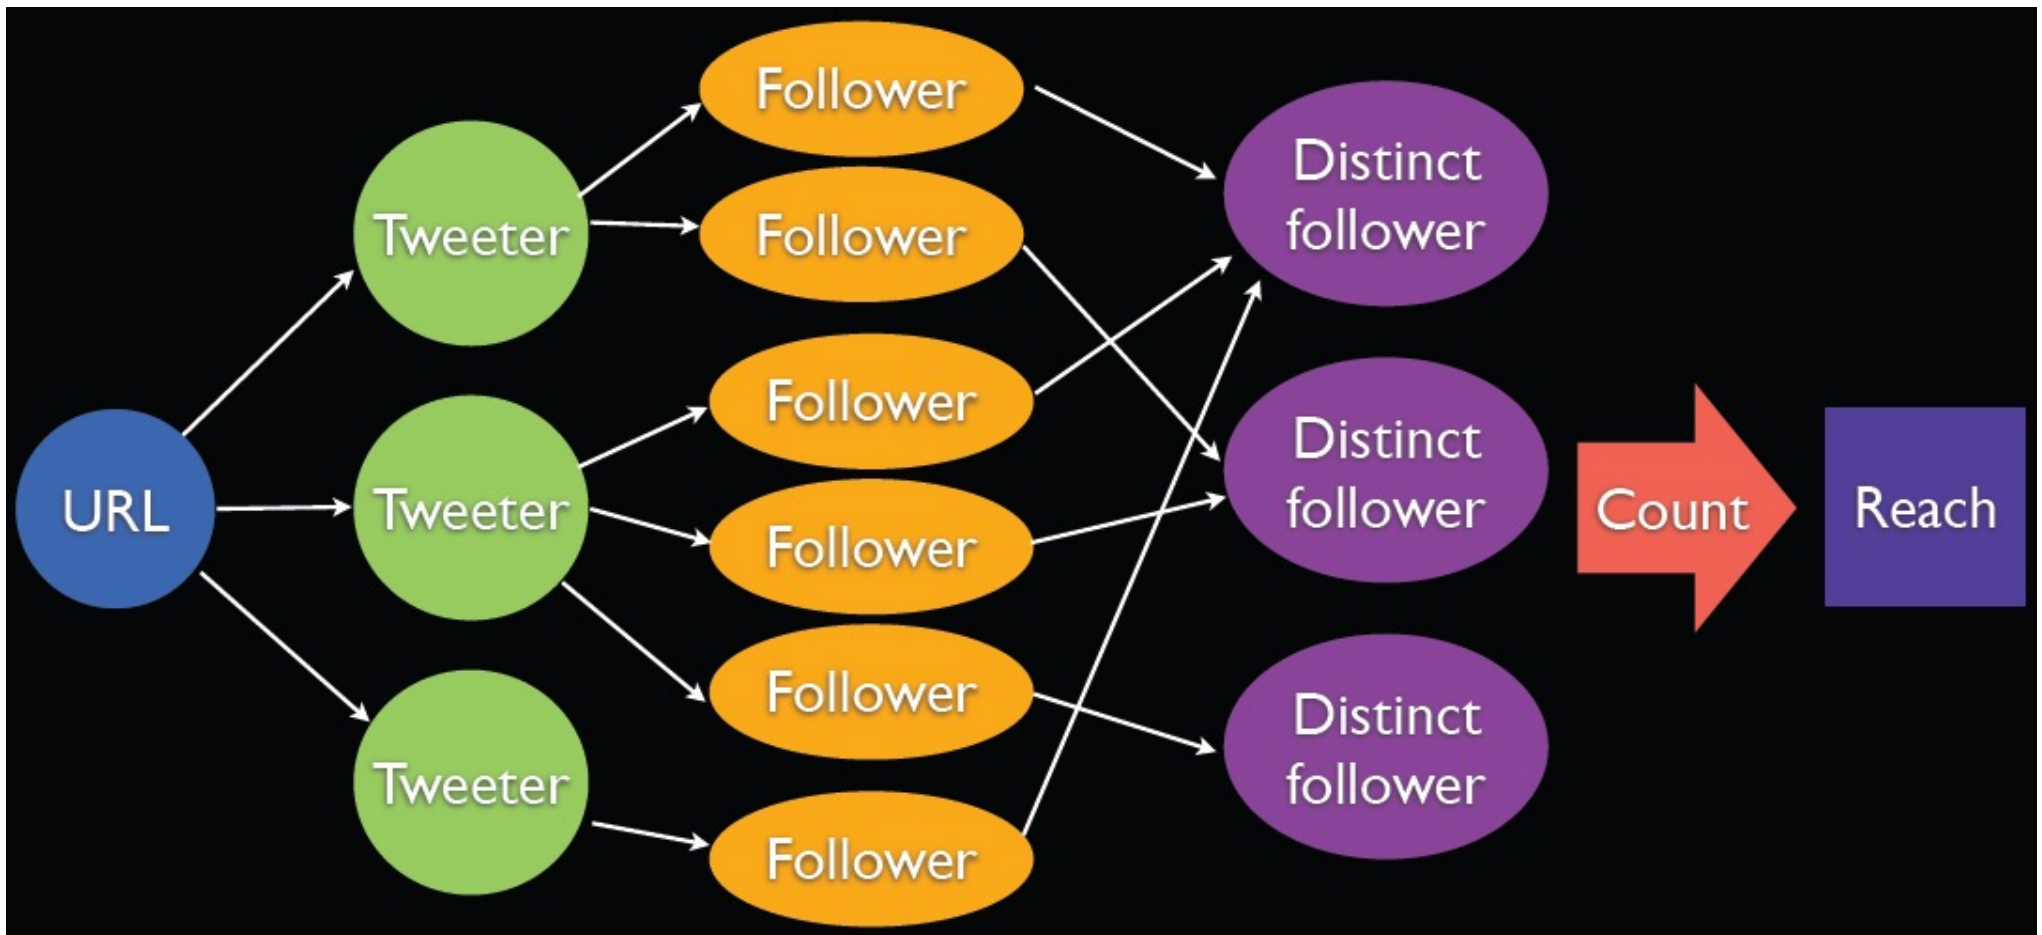 URL
Tweeter
Tweeter
Tweeter
Follower
Follower
Follower
Follower
Follower
Follower
Distinct
follower
Distinct
follower
Distinct
follower
Count
Reach